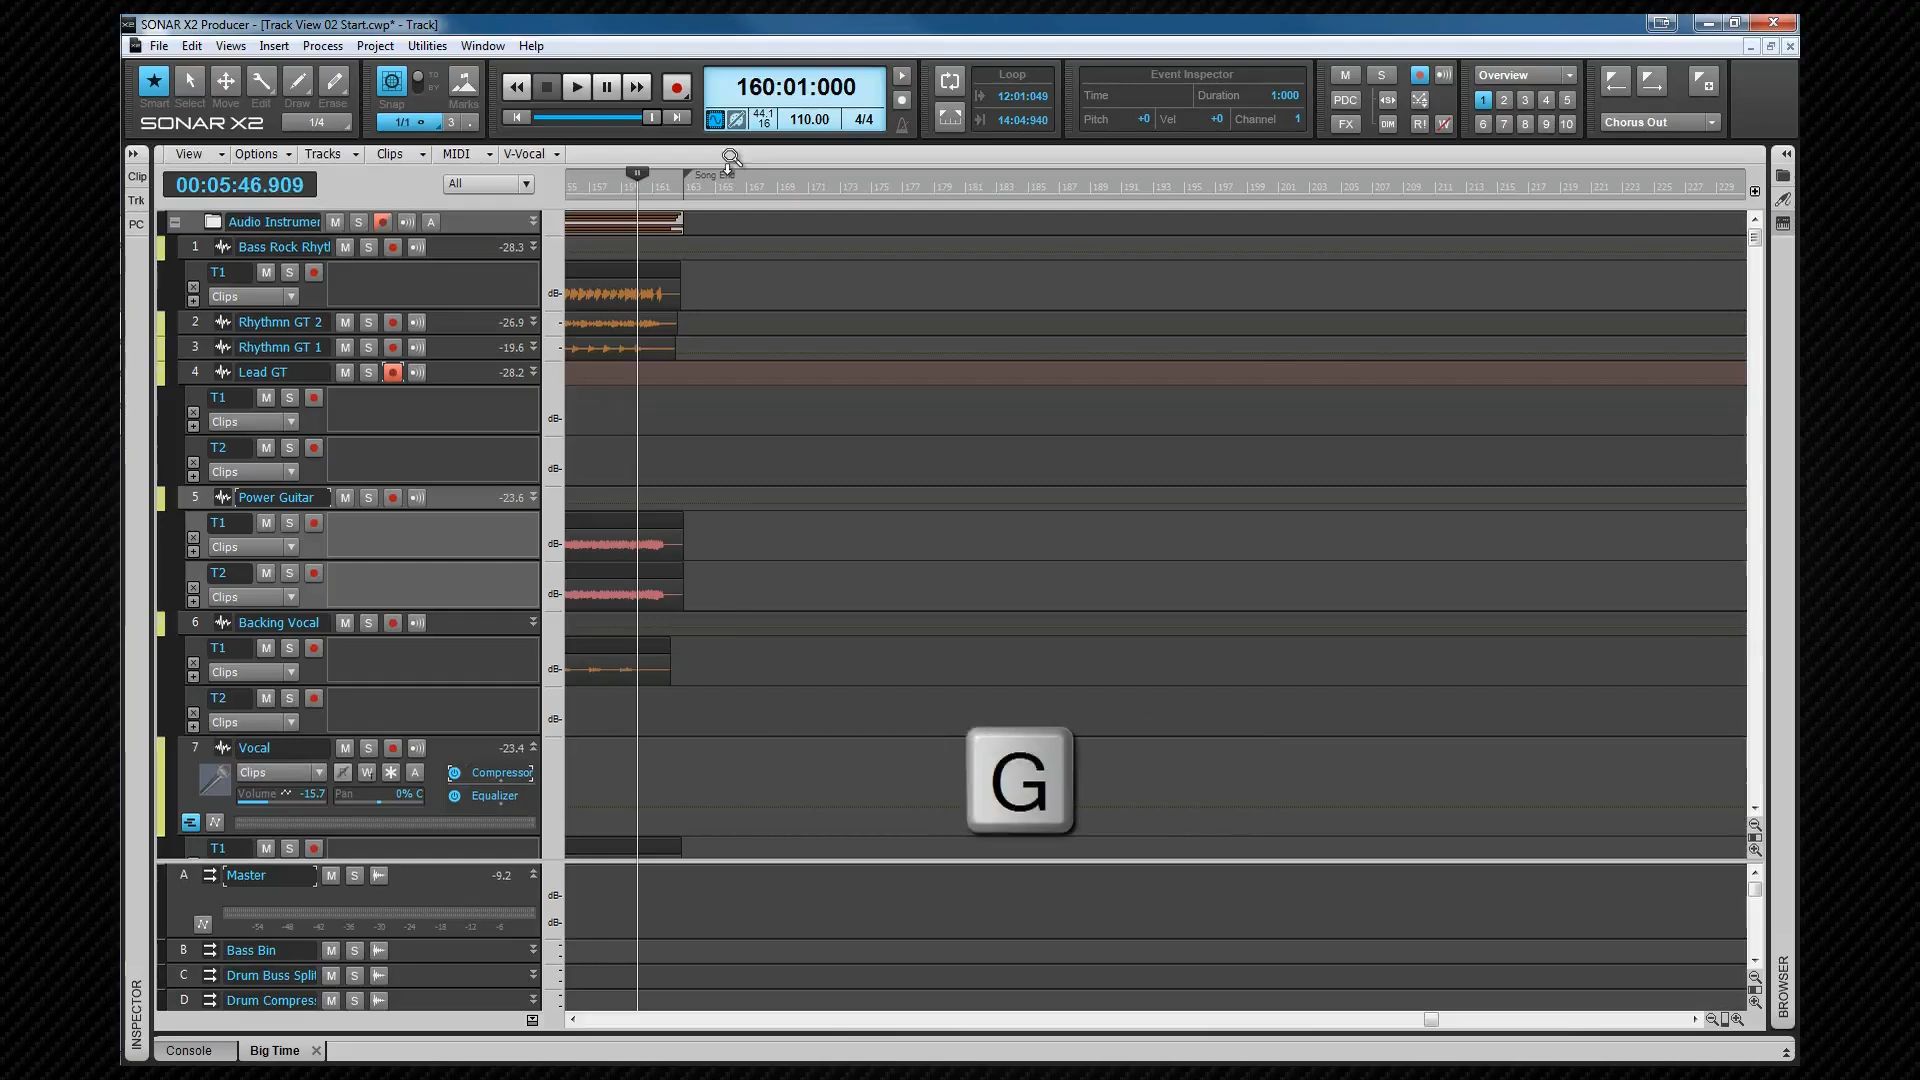 SONAR X2 Producer - [Track View 02 Start.cwp* - Track]
File Edit Views Insert Process Project Utilities Window Help
Smart Select Move Edit Draw Erase
SONAR X2
1/4
Snap
TO
BY
Marks
1/1
3
160:01:000
44.1
16
110.00
4/4
Loop
12:01:049
14:04:940
Event Inspector
Time
Duration 1:000
Pitch +0 Vel +0 Channel 1
M S
PDC
FX DIM R!
Overview
1 2 3 4 5
6 7 8 9 10
Chorus Out
View Options Tracks Clips MIDI V-Vocal
Clip
Trk
PC
00:05:46.909
All
Song End
157 161 163 165 167 169 171 173 175 177 179 181 183 185 187 189 191 193 195 197 199 201 203 205 207 209 211 213 215 217 219 221 223 225 227 229
Audio Instrumen M S A
1 Bass Rock Rhyt M S -28.3
T1 M S
Clips
dB-
2 Rhythmn GT 2 M S -26.9
3 Rhythmn GT 1 M S -19.6
4 Lead GT M S -28.2
T1 M S
Clips
dB-
T2 M S
Clips
dB-
5 Power Guitar M S -23.6
T1 M S
Clips
dB-
T2 M S
Clips
dB-
6 Backing Vocal M S
T1 M S
Clips
dB-
T2 M S
Clips
dB-
7 Vocal M S -23.4
Clips R W A Compressor
Volume -15.7 Pan 0% C Equalizer
T1 M S
G
A Master M S -9.2
dB-
-54 -48 -42 -36 -30 -24 -18 -12 -6
dB-
B Bass Bin M S
C Drum Buss Split M S
D Drum Compres M S
INSPECTOR
BROWSER
Console
Big Time